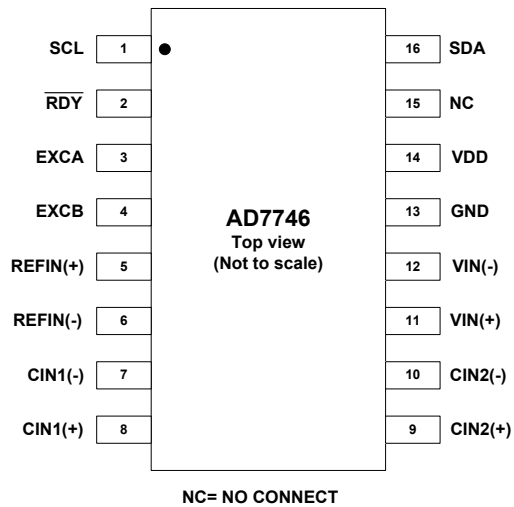 SCL 1 16 SDA
RDY 2 15 NC
EXCA 3 14 VDD
EXCB 4 13 GND
AD7746
Top view
(Not to scale)
REFIN(+) 5 12 VIN(-)
REFIN(-) 6 11 VIN(+)
CIN1(-) 7 10 CIN2(-)
CIN1(+) 8 9 CIN2(+)
NC= NO CONNECT